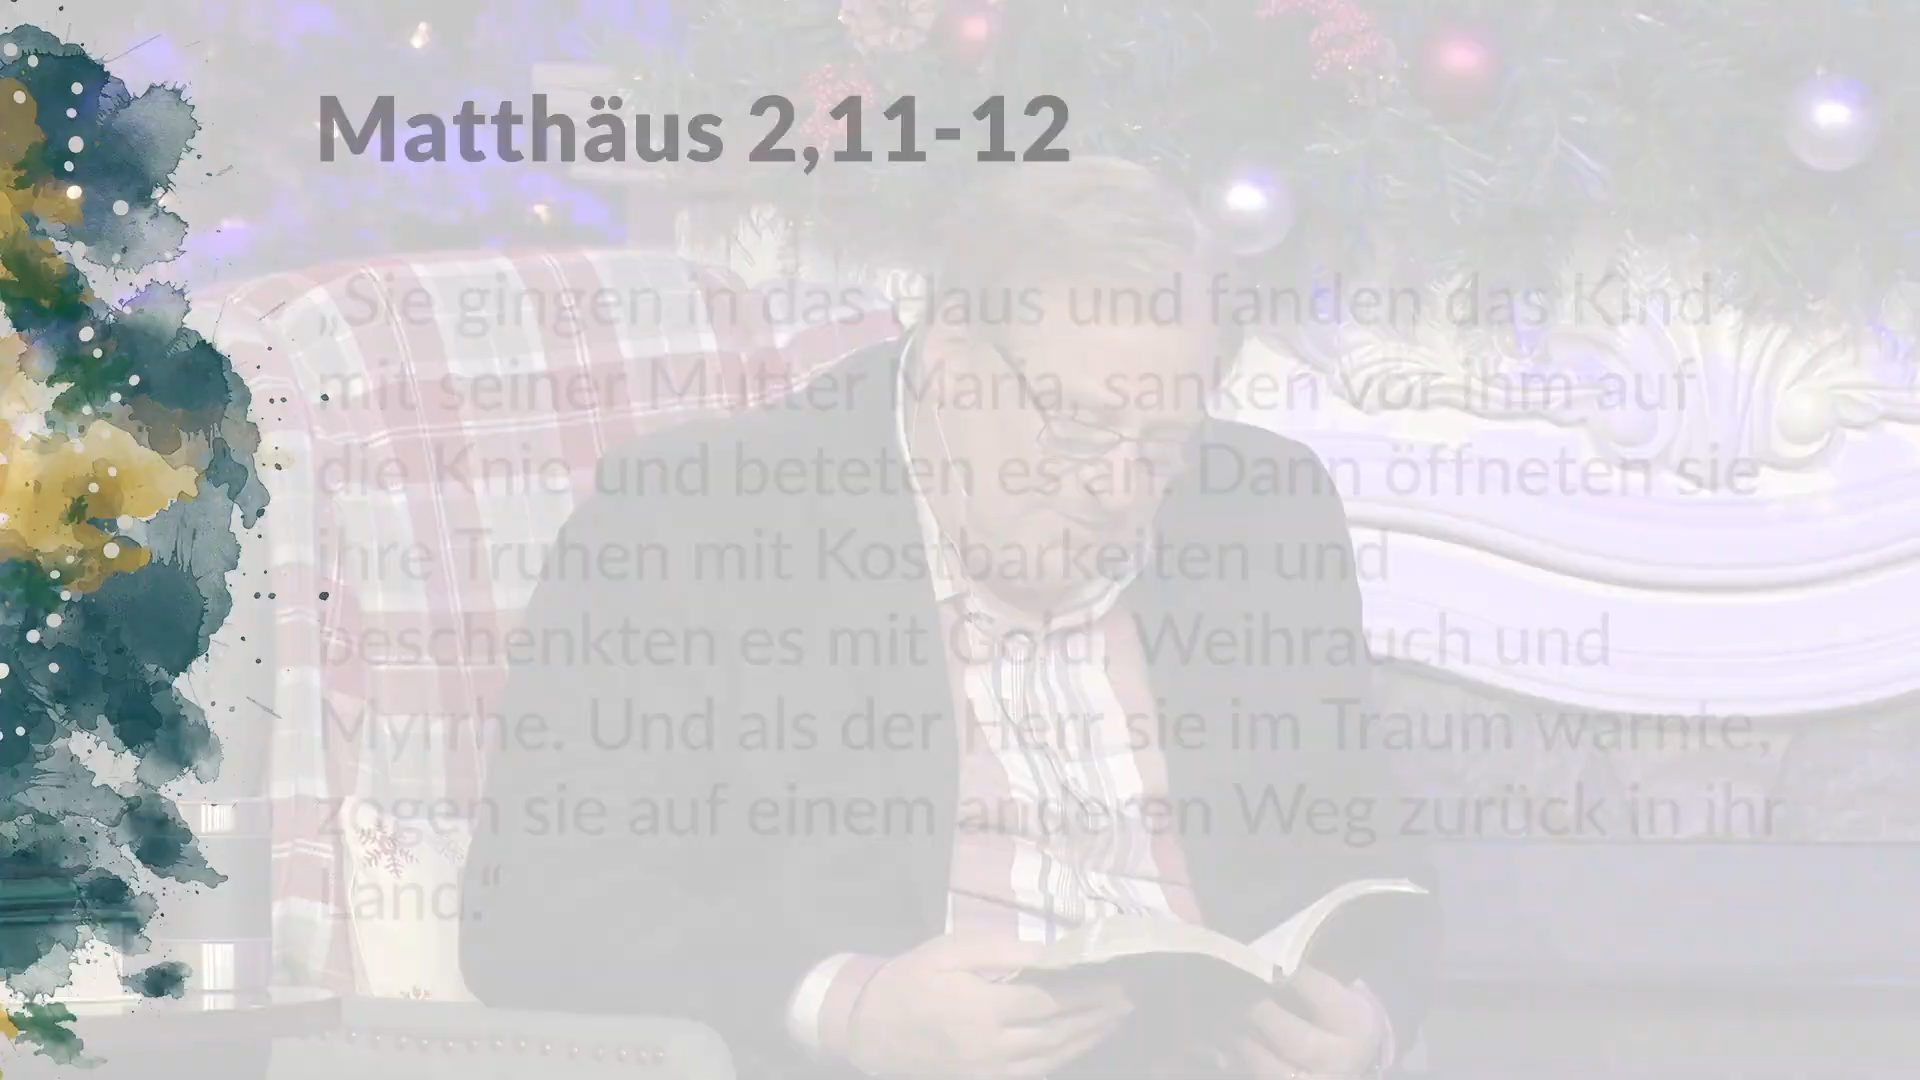 Matthäus 2,11-12
„Sie gingen in das Haus und fanden das Kind
mit seiner Mutter Maria, sanken vor ihm auf
die Knie und beteten es an. Dann öffneten sie
ihre Truhen mit Kostbarkeiten und
beschenkten es mit Gold, Weihrauch und
Myrrhe. Und als der Herr sie im Traum warnte,
zogen sie auf einem anderen Weg zurück in ihr
Land.“